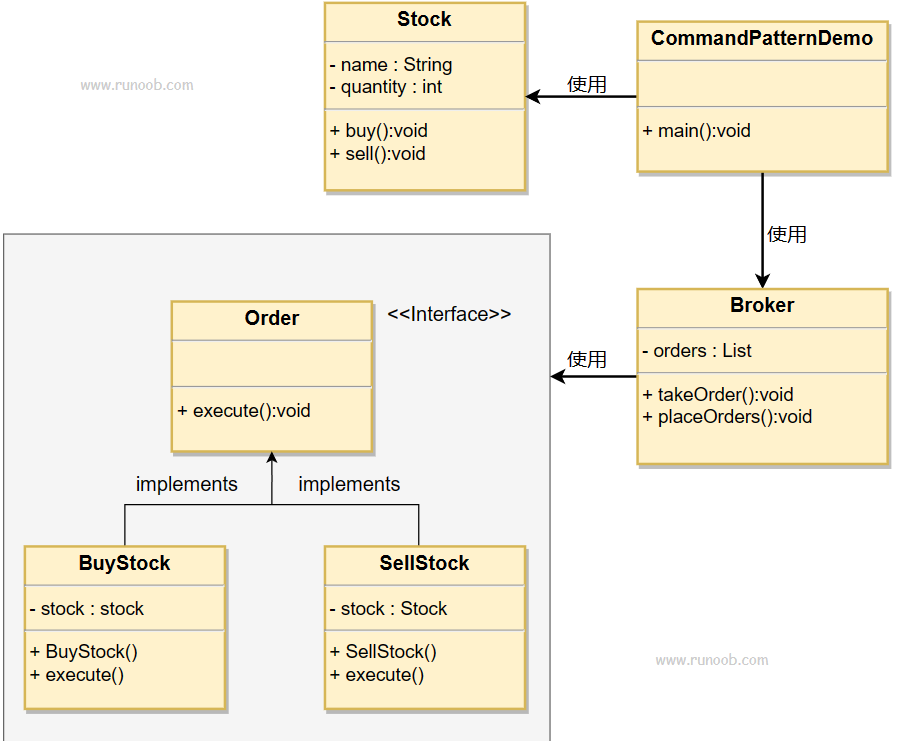 Stock
- name : String
- quantity : int
+ buy():void
+ sell():void
CommandPatternDemo
+ main():void
www.runoob.com
使用
使用
Order
<<Interface>>
+ execute():void
Broker
- orders : List
+ takeOrder():void
+ placeOrders():void
使用
implements
implements
BuyStock
- stock : stock
+ BuyStock()
+ execute()
SellStock
- stock : Stock
+ SellStock()
+ execute()
www.runoob.com